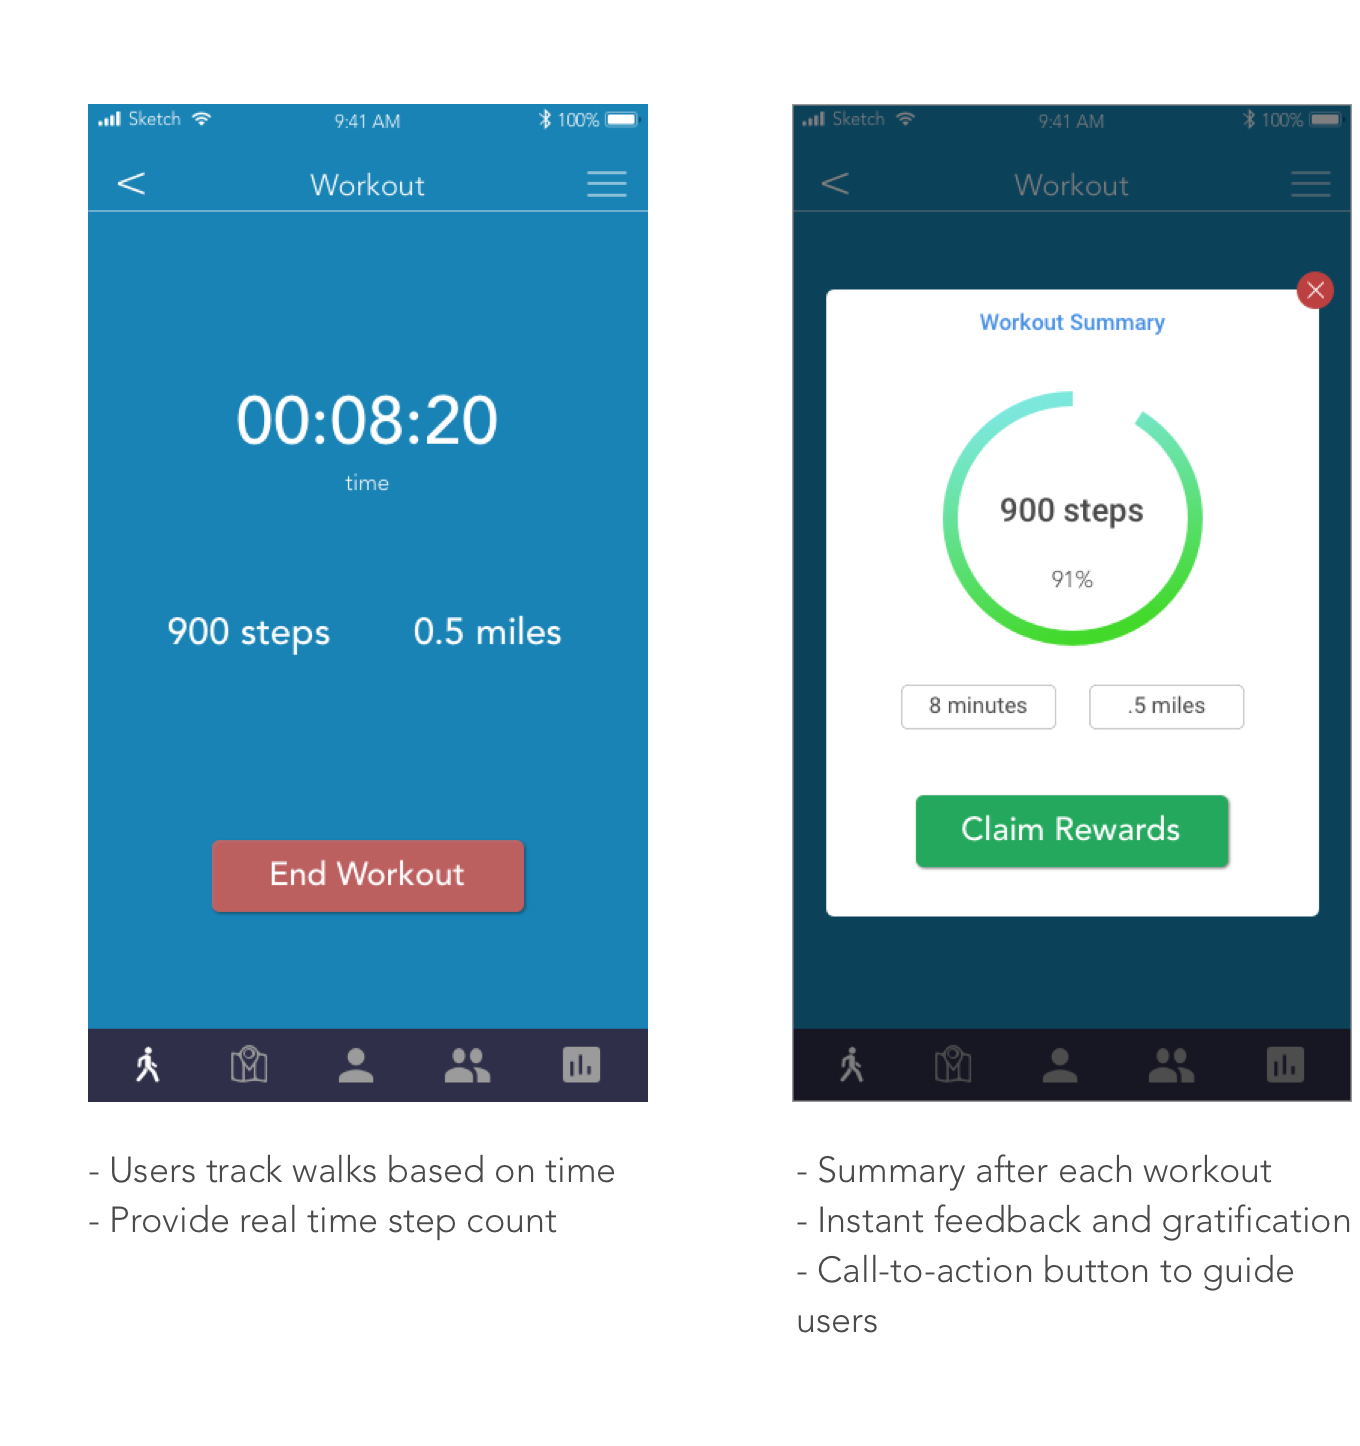 Sketch 9:41 AM 100%
< Workout
00:08:20
time
900 steps 0.5 miles
End Workout
- Users track walks based on time
- Provide real time step count
Sketch 9:41 AM 100%
< Workout
Workout Summary
900 steps
91%
8 minutes .5 miles
Claim Rewards
- Summary after each workout
- Instant feedback and gratification
- Call-to-action button to guide
users